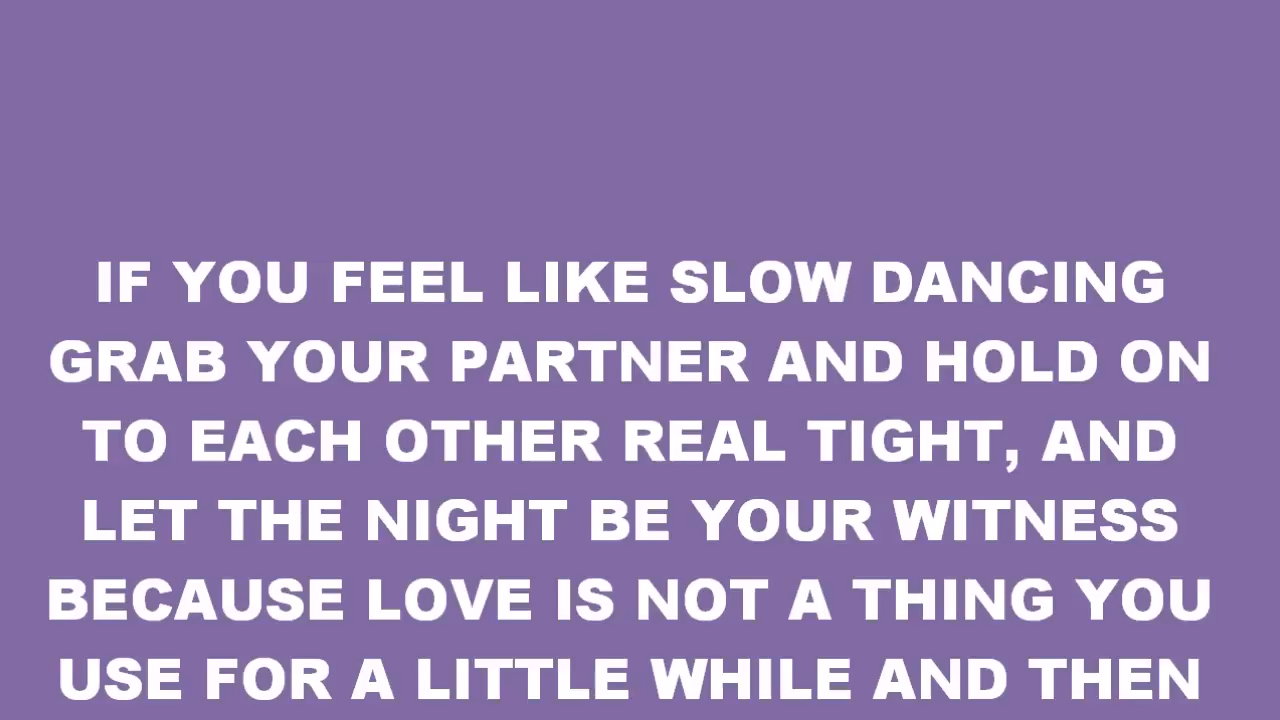 IF YOU FEEL LIKE SLOW DANCING
GRAB YOUR PARTNER AND HOLD ON
TO EACH OTHER REAL TIGHT, AND
LET THE NIGHT BE YOUR WITNESS
BECAUSE LOVE IS NOT A THING YOU
USE FOR A LITTLE WHILE AND THEN